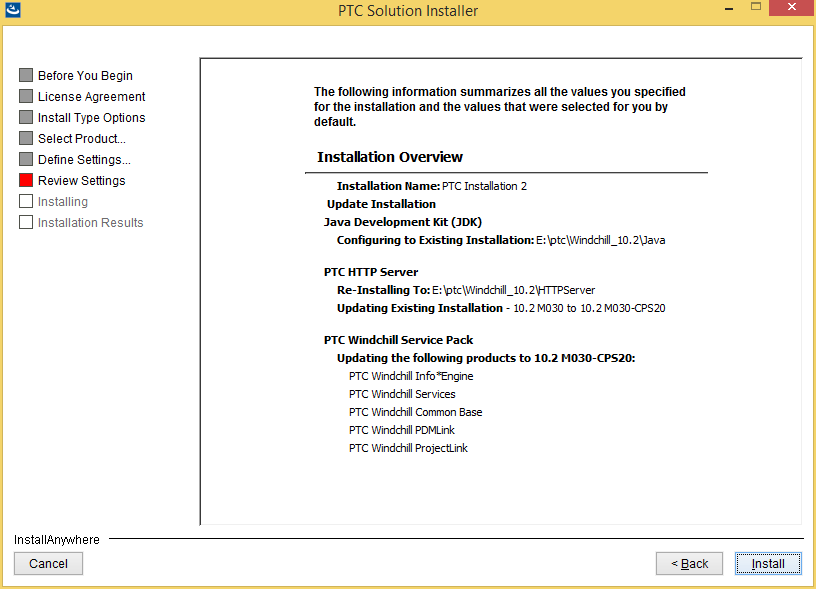 PTC Solution Installer
Before You Begin
License Agreement
Install Type Options
Select Product...
Define Settings...
Review Settings
Installing
Installation Results
The following information summarizes all the values you specified
for the installation and the values that were selected for you by
default.
Installation Overview
Installation Name: PTC Installation 2
Update Installation
Java Development Kit (JDK)
Configuring to Existing Installation: E:\ptc\Windchill_10.2\Java
PTC HTTP Server
Re-Installing To: E:\ptc\Windchill_10.2\HTTPServer
Updating Existing Installation - 10.2 M030 to 10.2 M030-CPS20
PTC Windchill Service Pack
Updating the following products to 10.2 M030-CPS20:
PTC Windchill Info*Engine
PTC Windchill Services
PTC Windchill Common Base
PTC Windchill PDMLink
PTC Windchill ProjectLink
InstallAnywhere
Cancel
< Back
Install